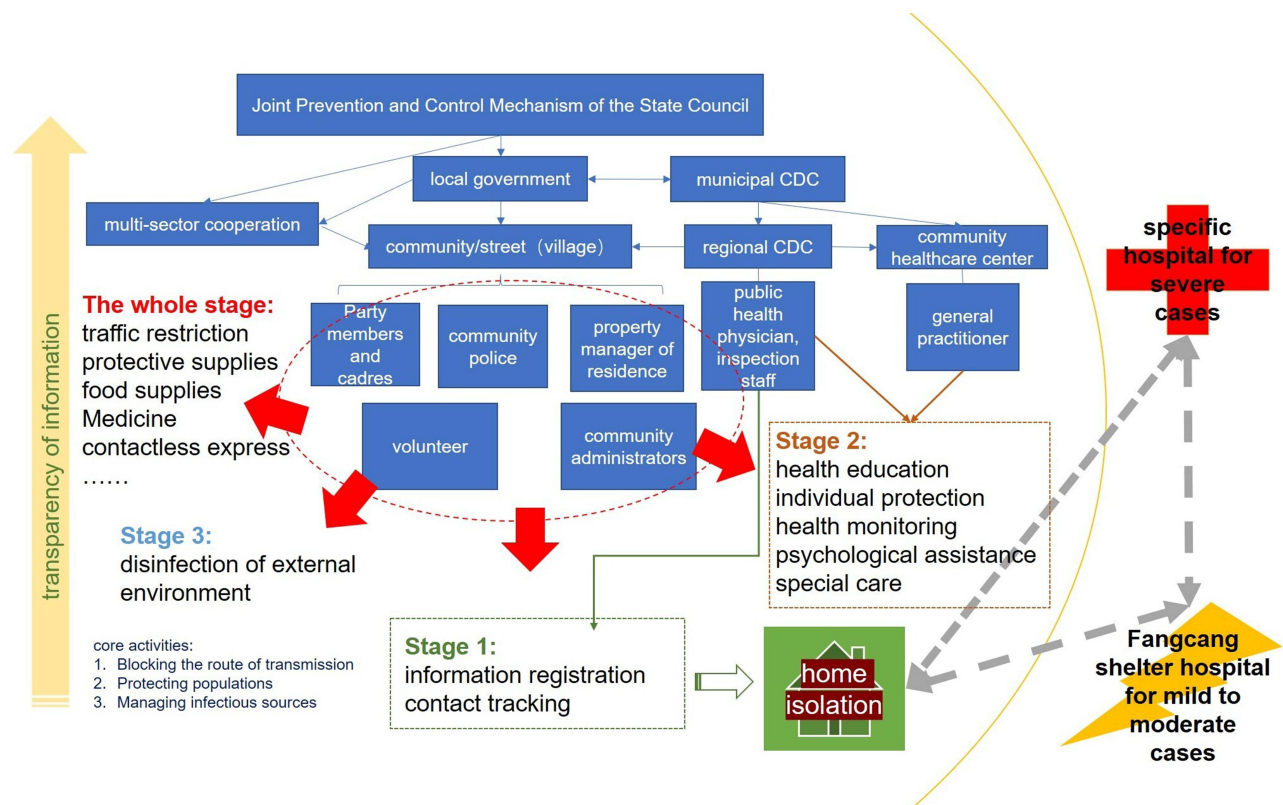 Joint Prevention and Control Mechanism of the State Council
local government
municipal CDC
multi-sector cooperation
community/street（village）
regional CDC
community
healthcare center
specific
hospital for
severe
cases
The whole stage:
traffic restriction
protective supplies
food supplies
Medicine
contactless express
……
Party
members
and
cadres
community
police
property
manager of
residence
public
health
physician,
inspection
staff
general
practitioner
volunteer
community
administrators
transparency of information
Stage 2:
health education
individual protection
health monitoring
psychological assistance
special care
Stage 3:
disinfection of external
environment
core activities:
1. Blocking the route of transmission
2. Protecting populations
3. Managing infectious sources
Stage 1:
information registration
contact tracking
home
isolation
Fangcang
shelter hospital
for mild to
moderate
cases